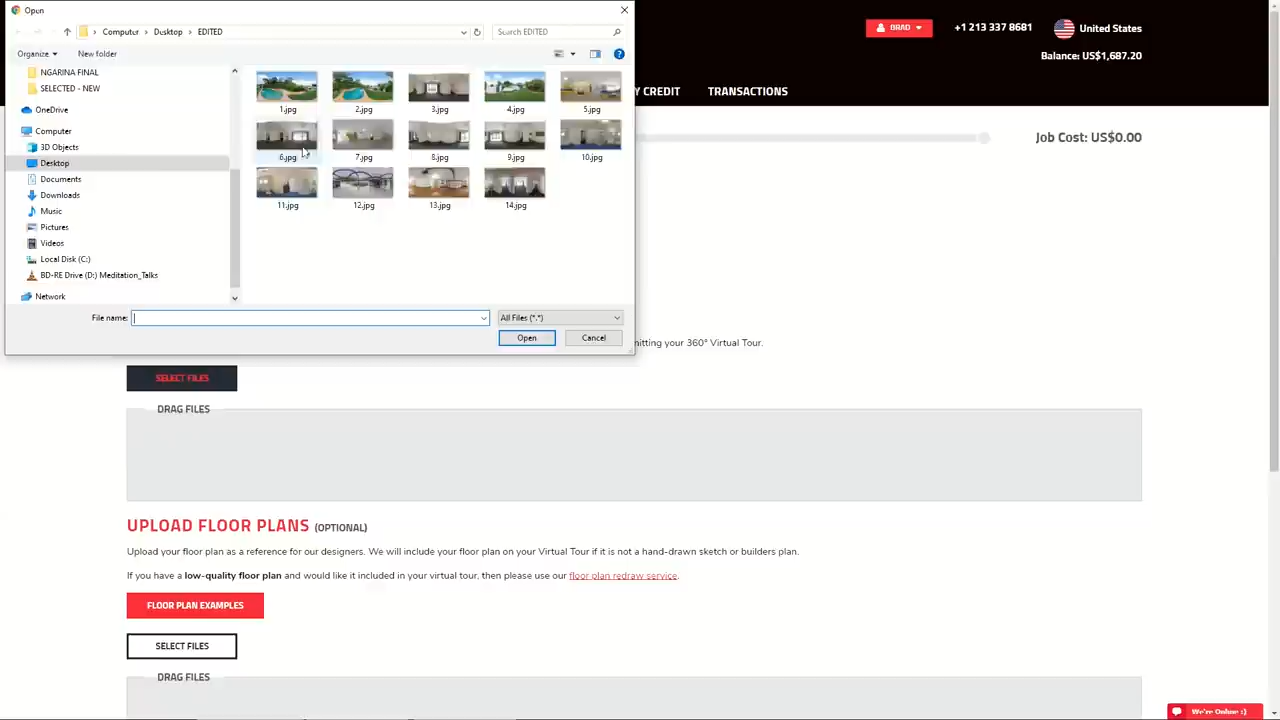 Open
Computer > Desktop > EDITED
Search EDITED
Organize
New folder
NGARINA FINAL
SELECTED - NEW
OneDrive
Computer
3D Objects
Desktop
Documents
Downloads
Music
Pictures
Videos
Local Disk (C:)
BD-RE Drive (D:) Meditation_Talks
Network
1.jpg
2.jpg
3.jpg
4.jpg
5.jpg
6.jpg
7.jpg
8.jpg
9.jpg
10.jpg
11.jpg
12.jpg
13.jpg
14.jpg
File name:
All Files (*.*)
Open
Cancel
BRAD
+1 213 337 8681
United States
Balance: US$1,687.20
Y CREDIT
TRANSACTIONS
Job Cost: US$0.00
mitting your 360° Virtual Tour.
SELECT FILES
DRAG FILES
UPLOAD FLOOR PLANS (OPTIONAL)
Upload your floor plan as a reference for our designers. We will include your floor plan on your Virtual Tour if it is not a hand-drawn sketch or builders plan.
If you have a low-quality floor plan and would like it included in your virtual tour, then please use our floor plan redraw service.
FLOOR PLAN EXAMPLES
SELECT FILES
DRAG FILES
We're Online :)